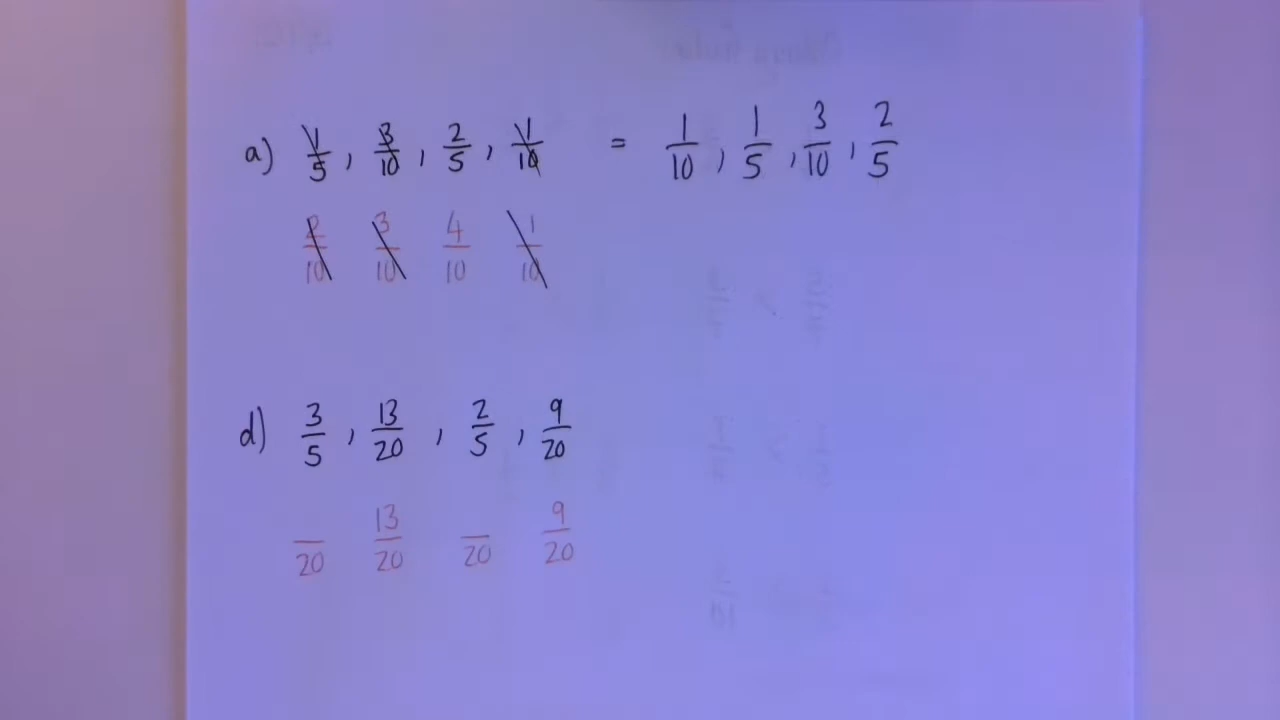 a) 1/5, 3/10, 2/5, 1/10 = 1/10, 1/5, 3/10, 2/5
2/10 3/10 4/10 1/10
d) 3/5, 13/20, 2/5, 9/20
/20 13/20 /20 9/20